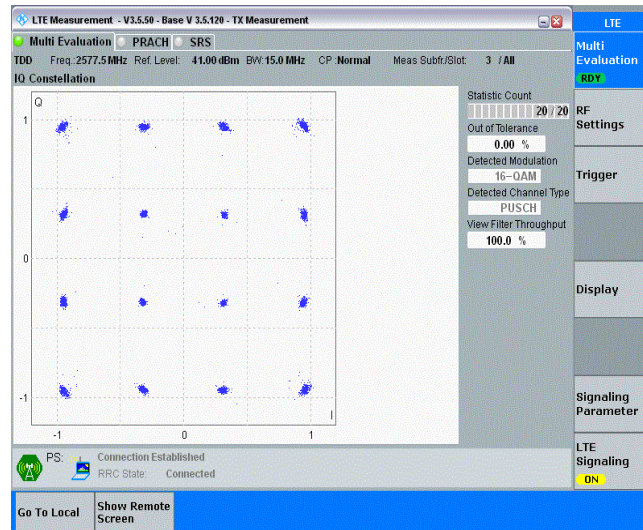 LTE Measurement - V3.5.50 - Base V 3.5.120 - TX Measurement
LTE
Multi Evaluation PRACH SRS
TDD Freq.:2577.5 MHz Ref. Level: 41.00 dBm BW:15.0 MHz CP :Normal Meas Subfr./Slot: 3 / All
IQ Constellation
Q
1
0
-1
-1 0 1
I
Statistic Count
20 / 20
Out of Tolerance
0.00 %
Detected Modulation
16-QAM
Detected Channel Type
PUSCH
View Filter Throughput
100.0 %
PS: Connection Established
RRC State: Connected
Multi
Evaluation
RDY
RF
Settings
Trigger
Display
Signaling
Parameter
LTE
Signaling
ON
Go To Local
Show Remote
Screen